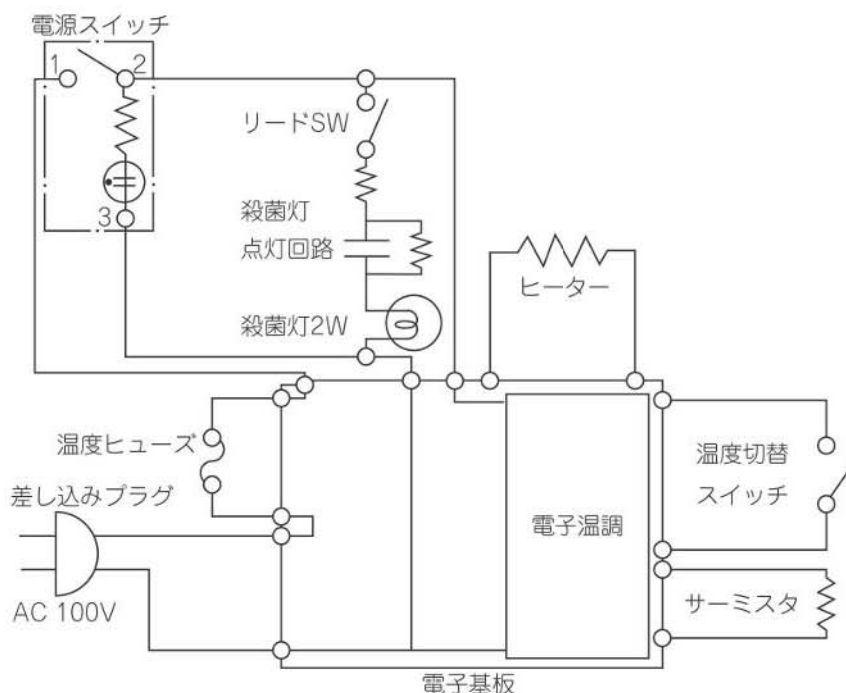 電源スイッチ
1
2
3
リードSW
殺菌灯
点灯回路
殺菌灯2W
ヒーター
温度ヒューズ
差し込みプラグ
AC 100V
電子温調
温度切替
スイッチ
サーミスタ
電子基板